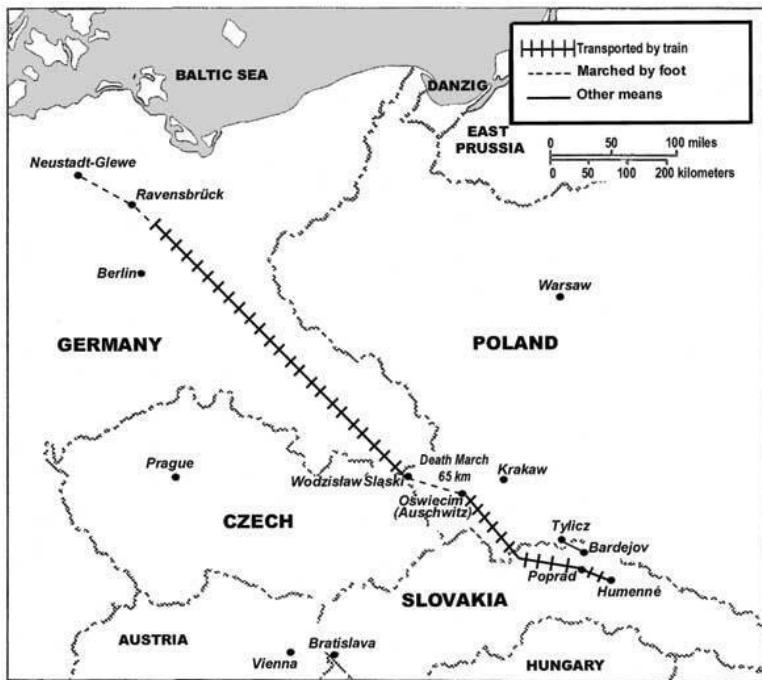 Transported by train
Marched by foot
Other means
BALTIC SEA
DANZIG
EAST
PRUSSIA
0 50 100 miles
0 50 100 200 kilometers
Neustadt-Glewe
Ravensbrück
Berlin
Warsaw
GERMANY
POLAND
Prague
Wodzisław Sląski
Death March
65 km
Krakaw
Oświęcim
(Auschwitz)
CZECH
Tylicz
Bardejov
Poprad
Humenné
SLOVAKIA
AUSTRIA
Vienna
Bratislava
HUNGARY